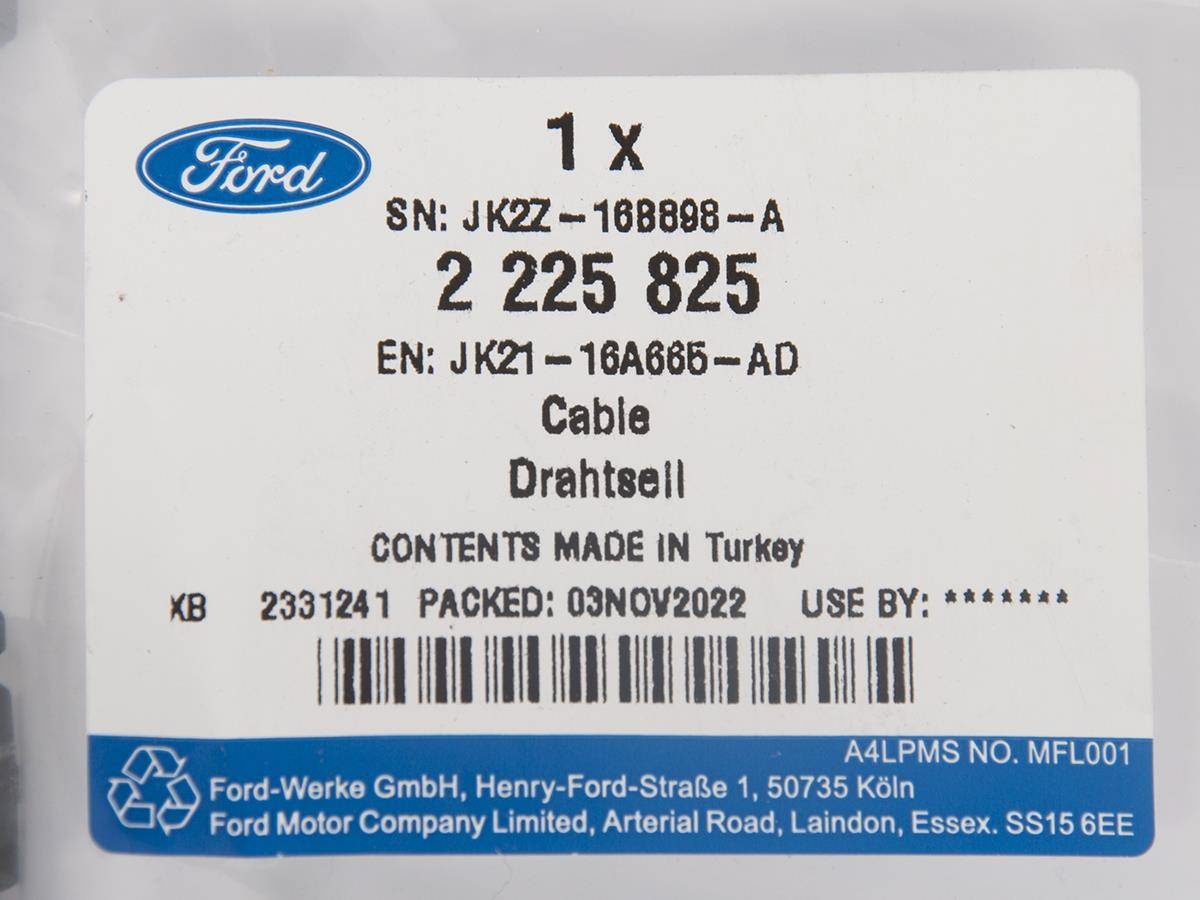 Ford
1 x
SN: JK2Z-16B898-A
2 225 825
EN: JK21-16A665-AD
Cable
Drahtseil
CONTENTS MADE IN Turkey
XB 2331241 PACKED: 03NOV2022 USE BY: *******
A4LPMS NO. MFL001
Ford-Werke GmbH, Henry-Ford-Straße 1, 50735 Köln
Ford Motor Company Limited, Arterial Road, Laindon, Essex. SS15 6EE